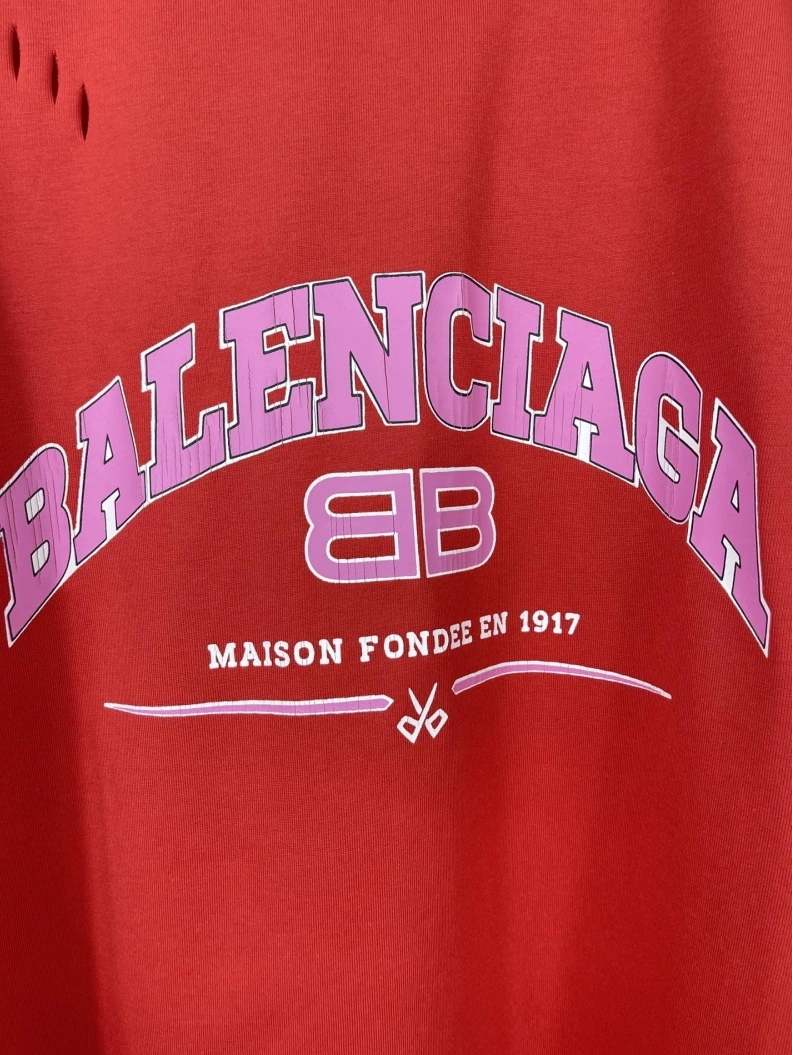 BALENCIAGA
BB
MAISON FONDEE EN 1917